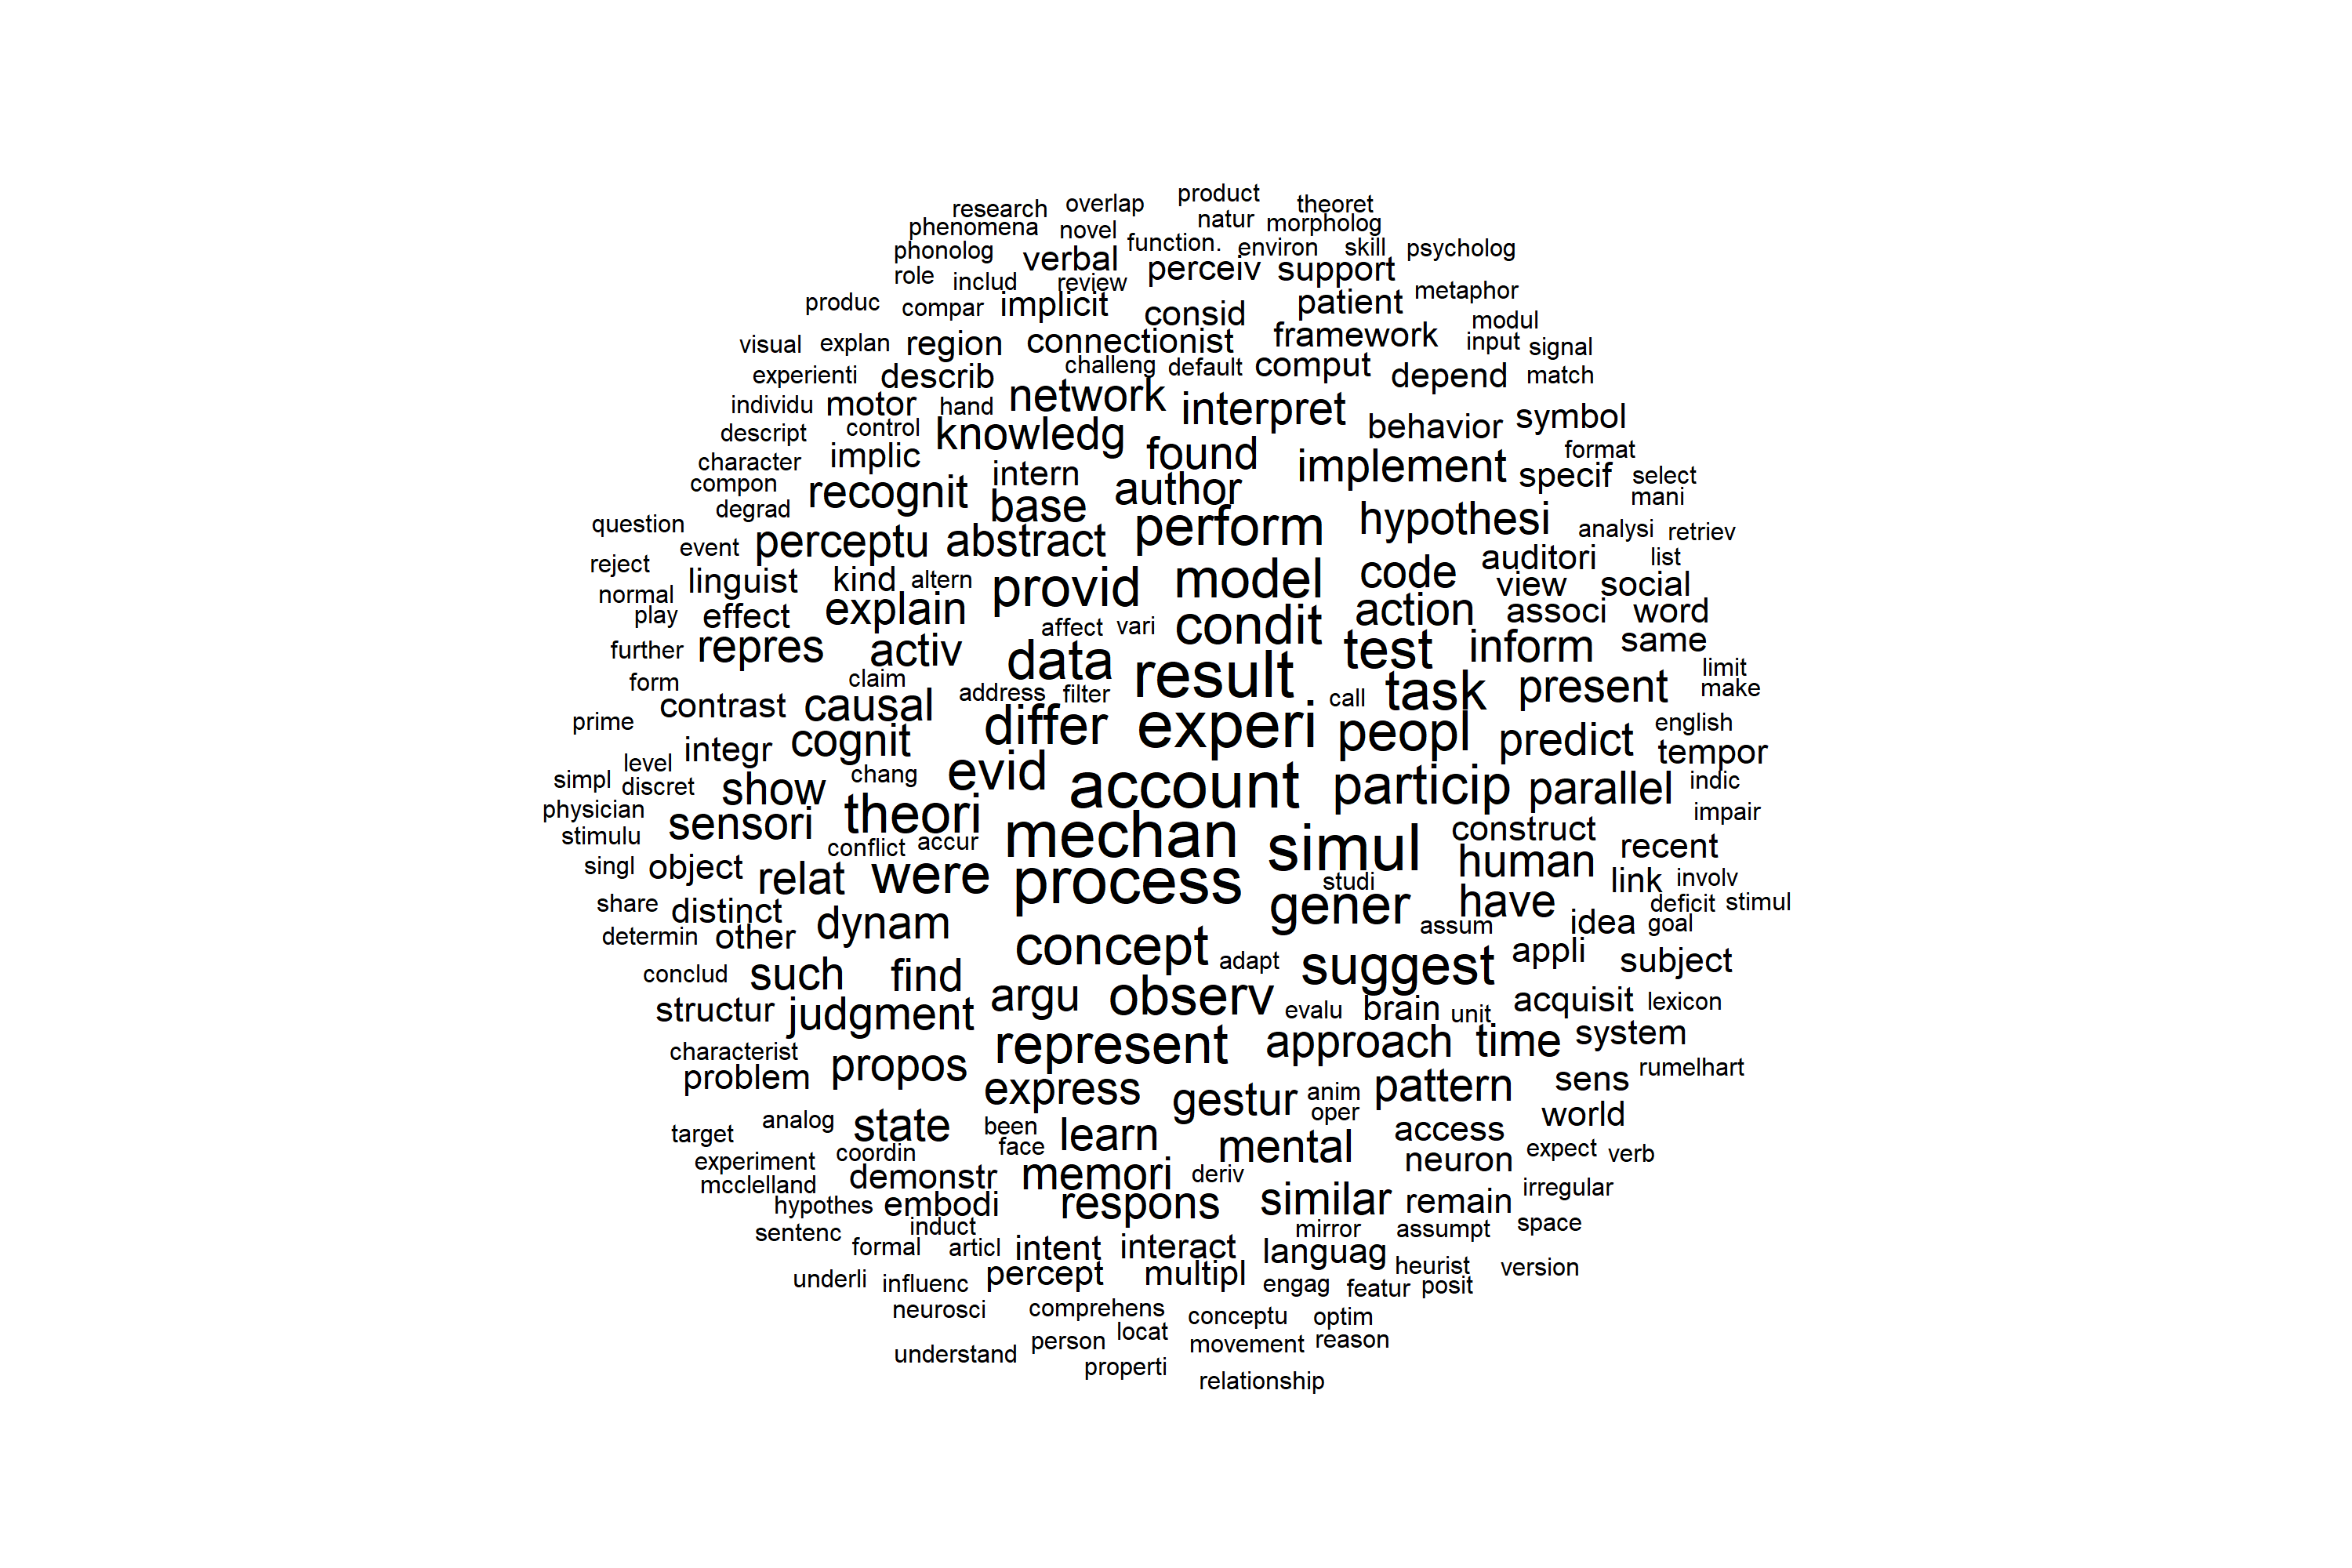 product
research overlap theoret
phenomena novel natur morpholog
phonolog verbal function. environ skill psycholog
role includ review perceiv support
produc compar implicit consid patient metaphor
visual explan region connectionist framework modul input signal
experienti describ challeng default comput depend match
individu motor hand network interpret behavior symbol
descript control knowledg found format
character implic intern implement specif select
compon degrad recognit base author mani
question event perceptu abstract perform hypothesi analysi retriev
reject linguist kind altern provid model code auditori view list social
normal play effect explain affect vari condit action associ word
further repres activ data result test inform same
form claim address filter call task present limit make
prime contrast causal differ experi peopl predict english
level integr cognit evid tempor
simpl discret show chang account particip parallel indic
physician stimulu sensori theori mechan simul construct impair
singl object conflict accur human recent
share relat were process studi gener have link involv deficit stimul
determin distinct other dynam assum idea goal
conclud such find concept adapt suggest appli subject
structur judgment argu observ evalu brain unit acquisit lexicon
characterist problem propos represent approach time system rumelhart
express gestur anim oper pattern sens world
target analog state been face learn mental access
experiment coordin neuron expect verb
mcclelland demonstr memori deriv
hypothes embodi respons similar remain irregular
sentenc induct mirror assumpt space
formal articl intent interact languag heurist version
underli influenc percept multipl engag featur posit
neurosci comprehens conceptu optim
understand person locat movement reason
properti
relationship